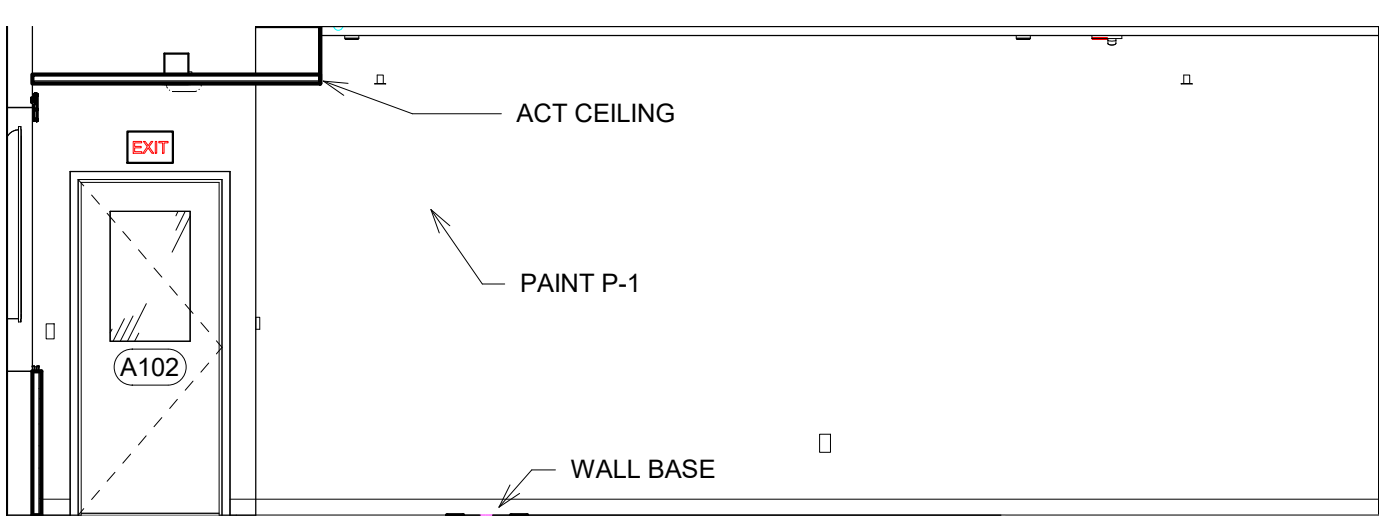 ACT CEILING
EXIT
PAINT P-1
A102
WALL BASE